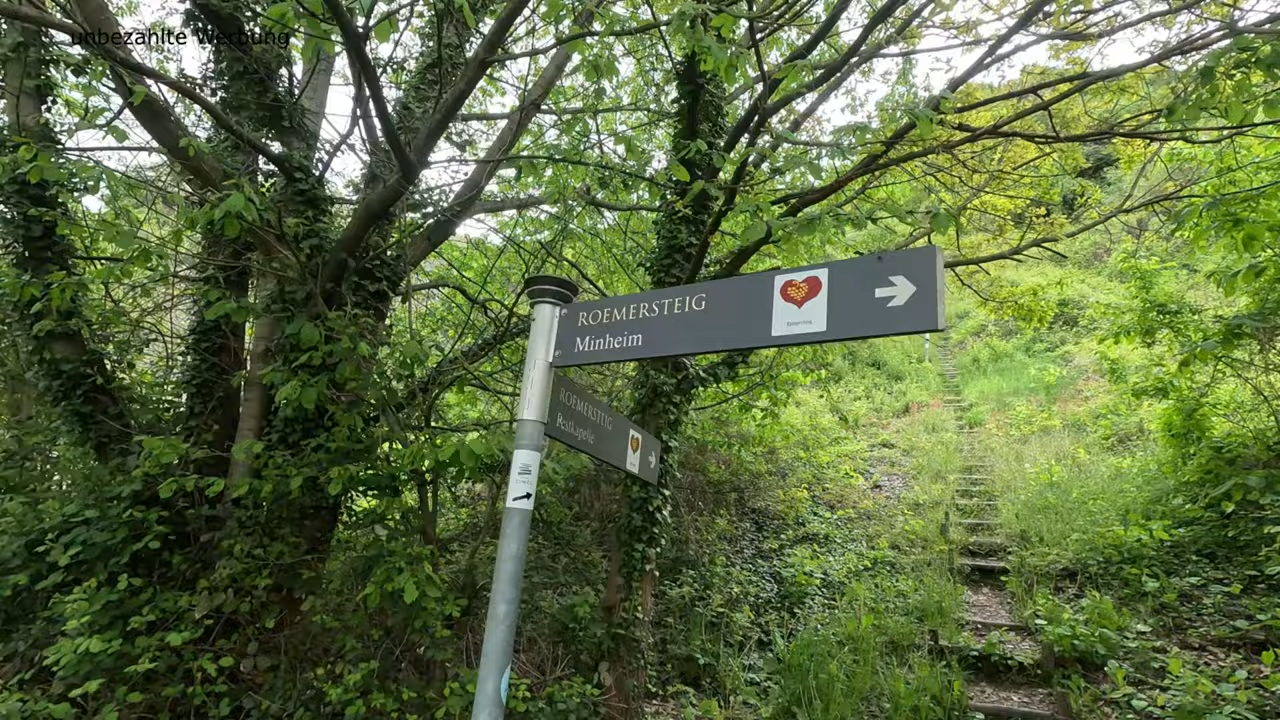 unbezahlte Werbung
ROEMERSTEIG
Minheim
ROEMERSTEIG
Pestkapelle